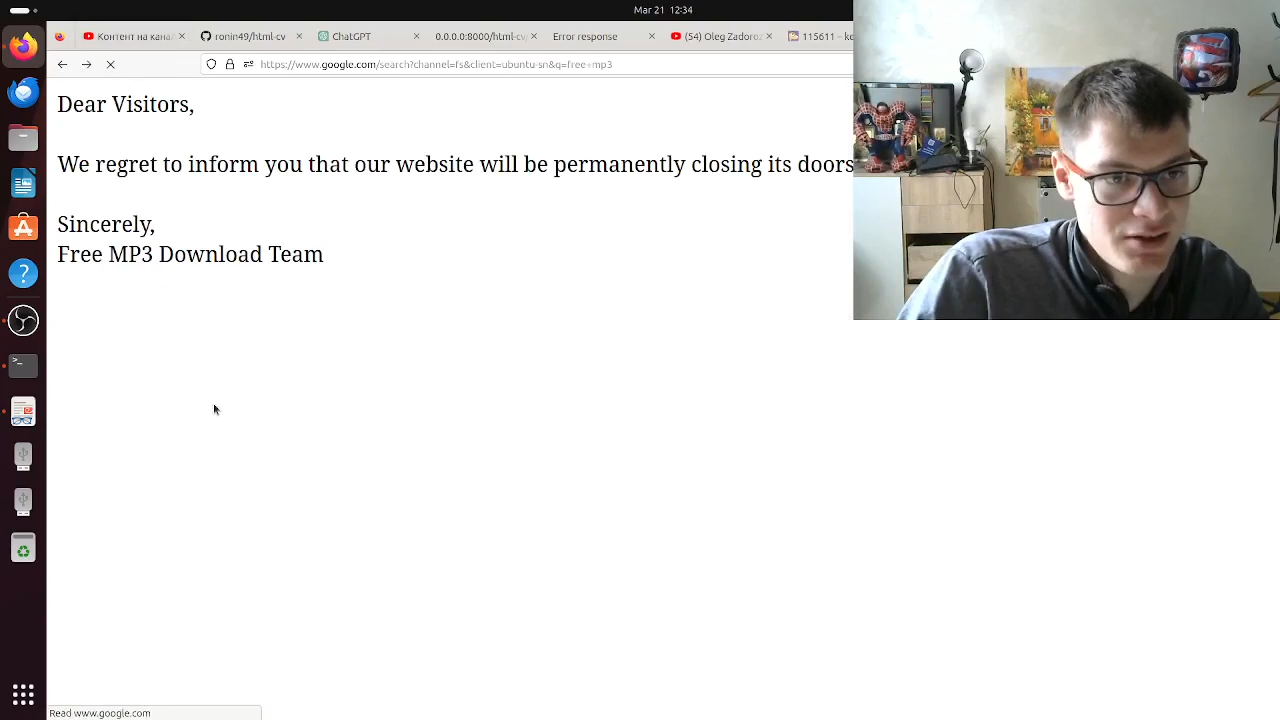 Mar 21 12:34
Контент на кана
ronin49/html-cv
ChatGPT
0.0.0.0:8000/html-cv
Error response
(54) Oleg Zadoroz
115611 – ke
https://www.google.com/search?channel=fs&client=ubuntu-sn&q=free+mp3
Dear Visitors,
We regret to inform you that our website will be permanently closing its doors
Sincerely,
Free MP3 Download Team
Read www.google.com